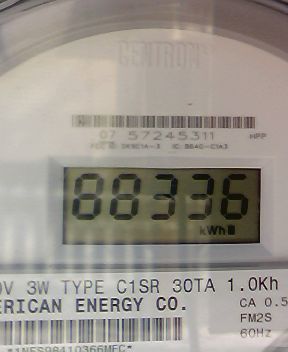 CENTRON
07 57245311
88336
kWh
0V 3W TYPE C1SR 30TA 1.0Kh
ERICAN ENERGY CO.
CA 0.5
FM2S
60Hz